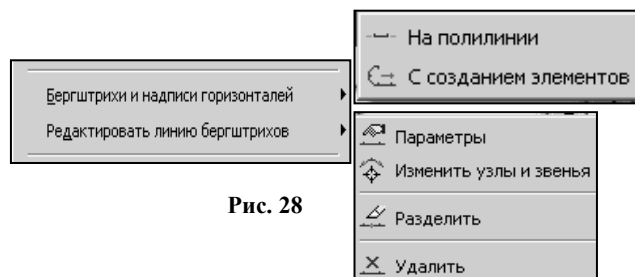 На полилинии
С созданием элементов
Бергштрихи и надписи горизонталей
Редактировать линию бергштрихов
Параметры
Изменить узлы и звенья
Разделить
Удалить
Рис. 28